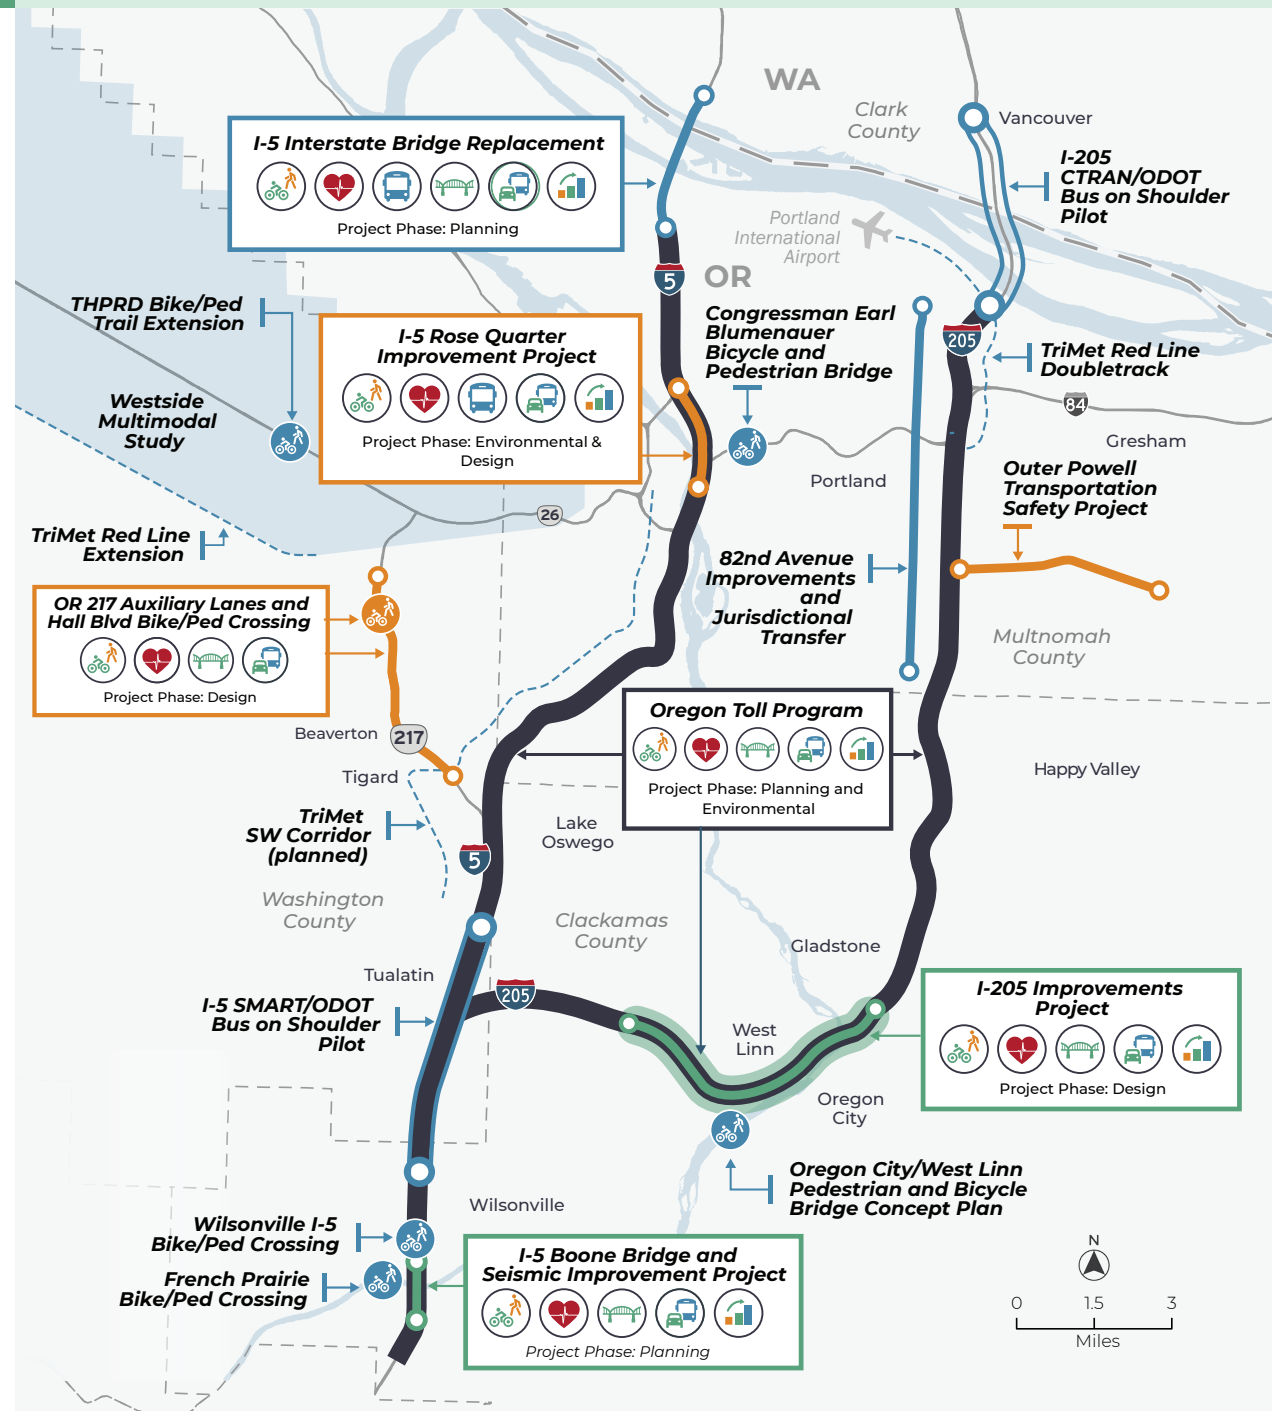 WA
Clark
County
Vancouver
I-5 Interstate Bridge Replacement
Project Phase: Planning
I-205
CTRAN/ODOT
Bus on Shoulder
Pilot
Portland
International
Airport
OR
5
THPRD Bike/Ped
Trail Extension
I-5 Rose Quarter
Improvement Project
Project Phase: Environmental &
Design
Congressman Earl
Blumenauer
Bicycle and
Pedestrian Bridge
205
TriMet Red Line
Doubletrack
84
Gresham
Westside
Multimodal
Study
Portland
Outer Powell
Transportation
Safety Project
26
TriMet Red Line
Extension
82nd Avenue
Improvements
and
Jurisdictional
Transfer
OR 217 Auxiliary Lanes and
Hall Blvd Bike/Ped Crossing
Project Phase: Design
Multnomah
County
Beaverton
217
Tigard
Oregon Toll Program
Project Phase: Planning and
Environmental
Happy Valley
TriMet
SW Corridor
(planned)
5
Lake
Oswego
Washington
County
Clackamas
County
Gladstone
Tualatin
205
I-5 SMART/ODOT
Bus on Shoulder
Pilot
West
Linn
I-205 Improvements
Project
Project Phase: Design
Oregon
City
Oregon City/West Linn
Pedestrian and Bicycle
Bridge Concept Plan
Wilsonville
Wilsonville I-5
Bike/Ped Crossing
French Prairie
Bike/Ped Crossing
I-5 Boone Bridge and
Seismic Improvement Project
Project Phase: Planning
N
0 1.5 3
Miles